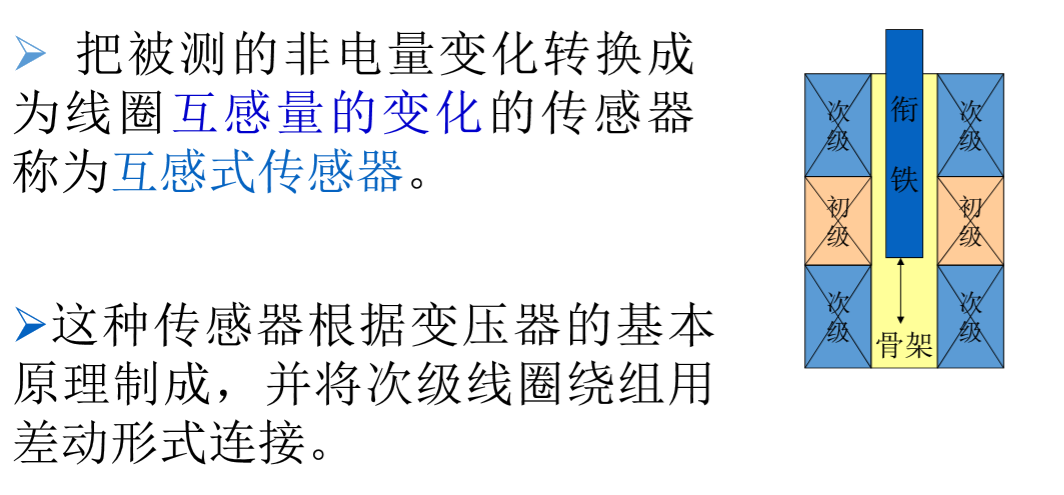 把被测的非电量变化转换成
为线圈互感量的变化的传感器
称为互感式传感器。
这种传感器根据变压器的基本
原理制成，并将次级线圈绕组用
差动形式连接。
次级
衔铁
次级
初级
初级
次级
骨架
次级